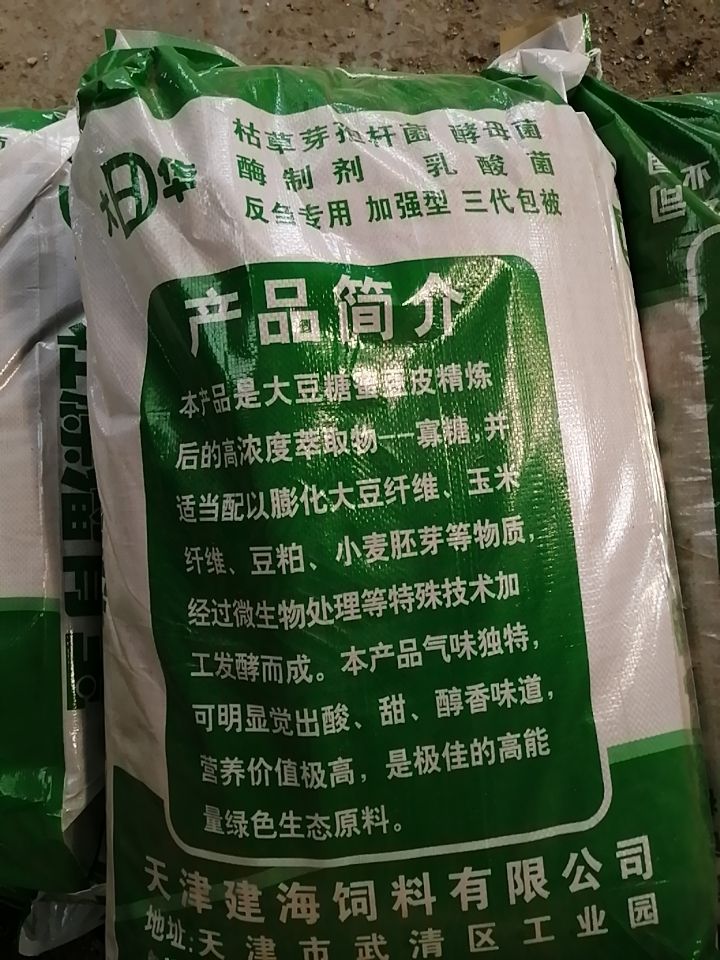 枯草芽孢杆菌 酵母菌
酶制剂 乳酸菌
反刍专用 加强型 三代包被
产品简介
本产品是大豆糖蜜豆皮精炼
后的高浓度萃取物——寡糖,并
适当配以膨化大豆纤维、玉米
纤维、豆粕、小麦胚芽等物质,
经过微生物处理等特殊技术加
工发酵而成。本产品气味独特,
可明显觉出酸、甜、醇香味道,
营养价值极高,是极佳的高能
量绿色生态原料。
天津建海饲料有限公司
地址:天津市武清区工业园